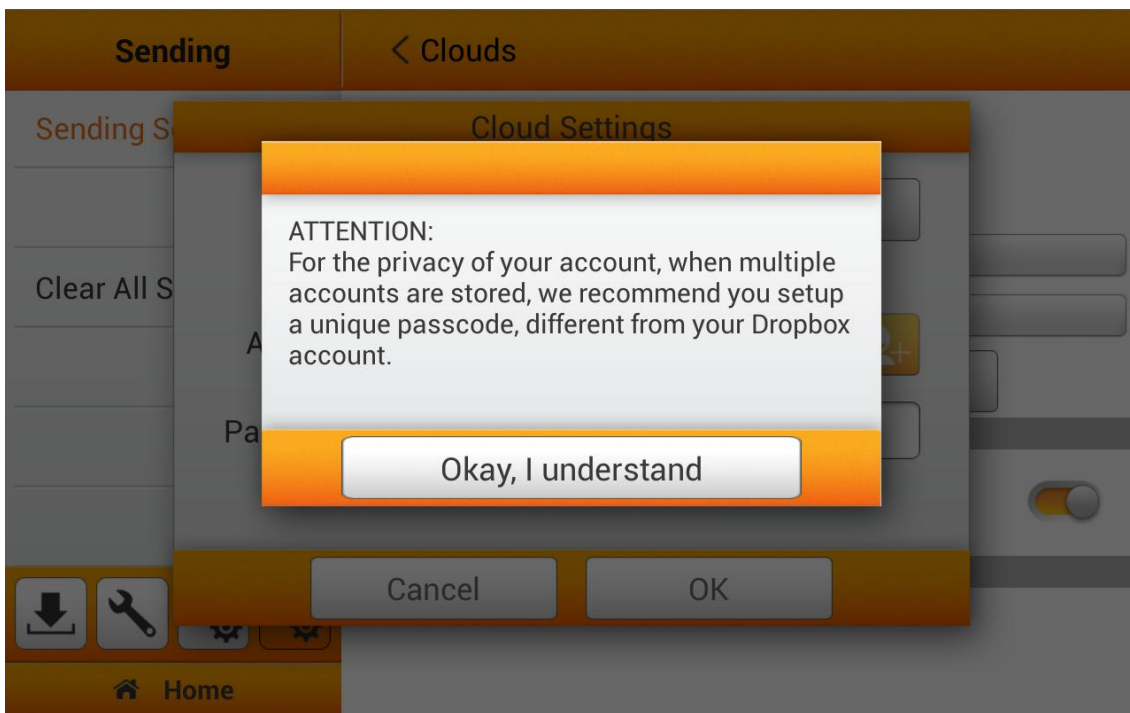 Sending
< Clouds
Sending S
Cloud Settings
ATTENTION:
For the privacy of your account, when multiple
accounts are stored, we recommend you setup
a unique passcode, different from your Dropbox
account.
Clear All S
A
Pa
Okay, I understand
Cancel
OK
Home